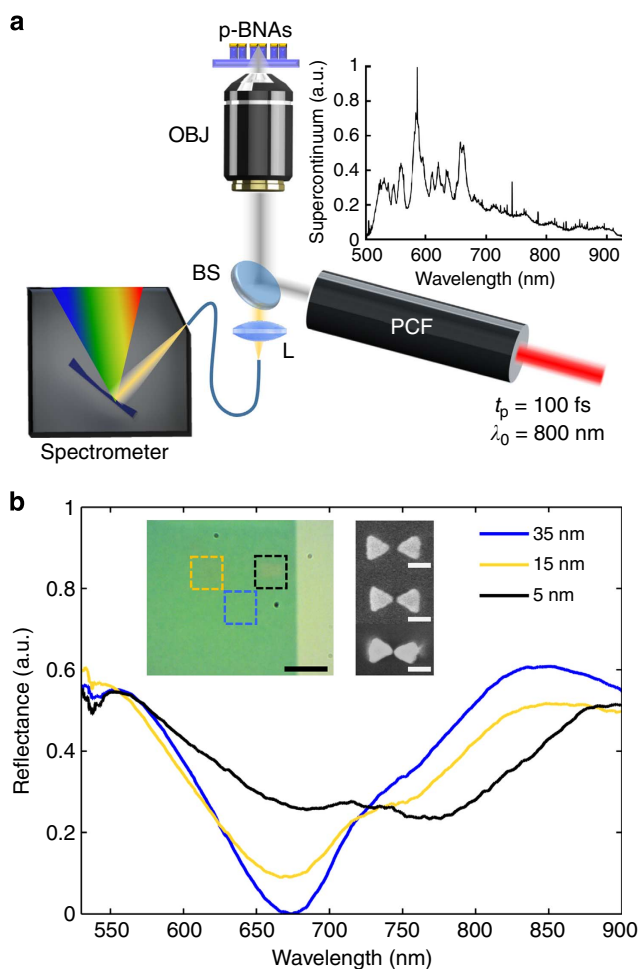 a
p-BNAs
OBJ
BS
L
PCF
Spectrometer
t_p = 100 fs
λ_0 = 800 nm
Supercontinuum (a.u.)
1
0.8
0.6
0.4
0.2
0
500 600 700 800 900
Wavelength (nm)
b
35 nm
15 nm
5 nm
Reflectance (a.u.)
1
0.8
0.6
0.4
0.2
0
550 600 650 700 750 800 850 900
Wavelength (nm)